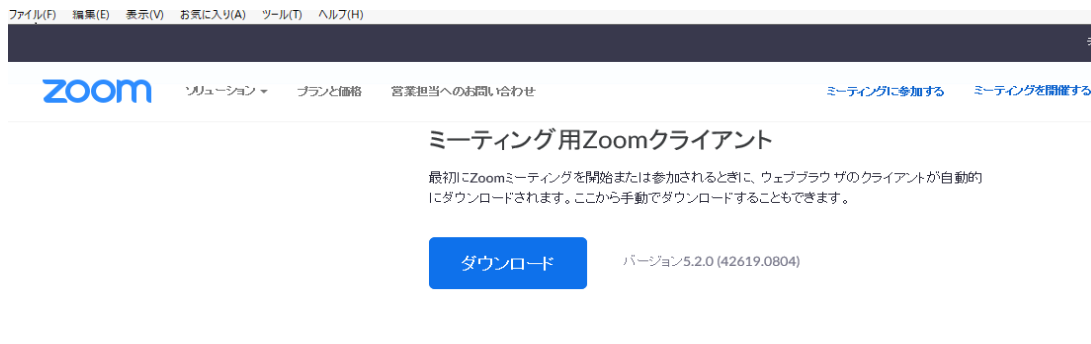 ファイル(F) 編集(E) 表示(V) お気に入り(A) ツール(T) ヘルプ(H)
zoom ソリューション プランと価格 営業担当へのお問い合わせ ミーティングに参加する ミーティングを開催する
ミーティング用Zoomクライアント
最初にZoomミーティングを開始または参加されるときに、ウェブブラウザのクライアントが自動的
にダウンロードされます。ここから手動でダウンロードすることもできます。
ダウンロード バージョン5.2.0 (42619.0804)